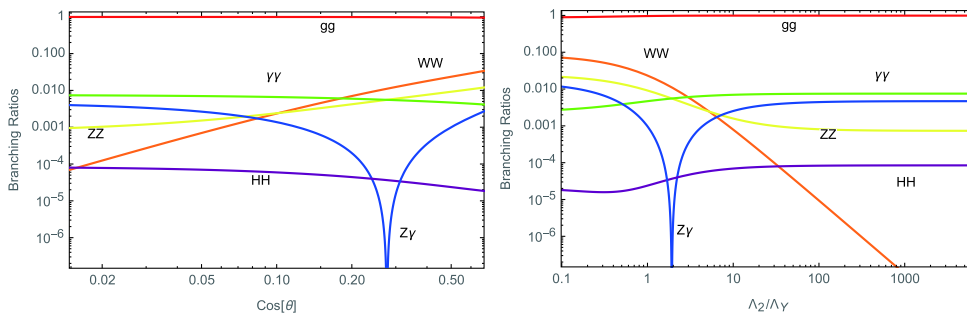 Branching Ratios
1
0.100
0.010
0.001
10⁻⁴
10⁻⁵
10⁻⁶
gg
WW
γγ
ZZ
HH
Zγ
0.02
0.05
0.10
0.20
0.50
Cos[θ]
Branching Ratios
1
0.100
0.010
0.001
10⁻⁴
10⁻⁵
10⁻⁶
gg
WW
γγ
ZZ
HH
Zγ
0.1
1
10
100
1000
Λ₂/Λ_Y